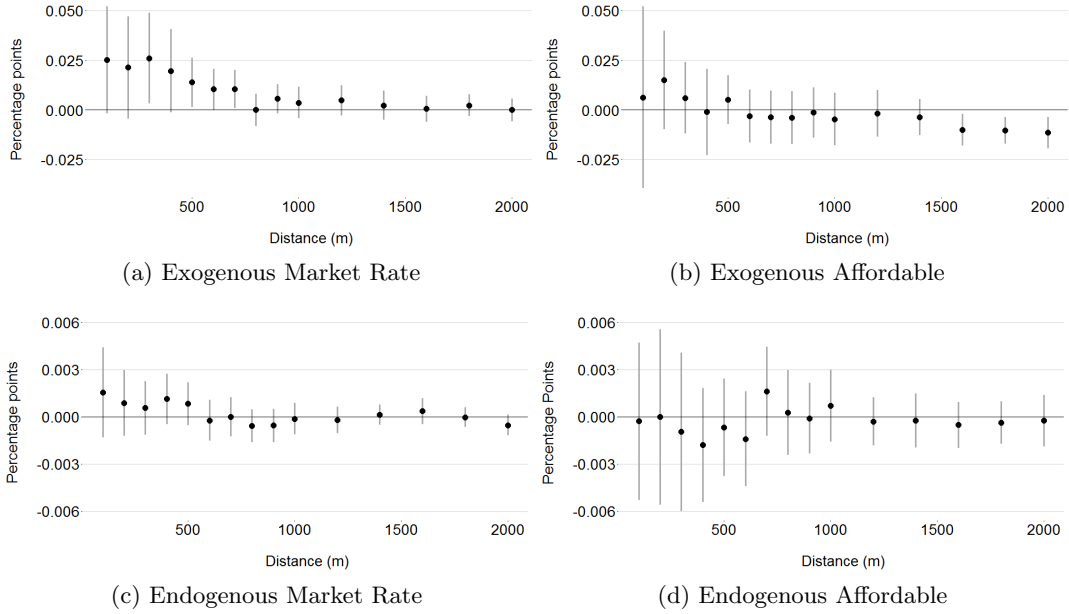 0.050
0.025
0.000
-0.025
Percentage points
500
1000
1500
2000
Distance (m)
(a) Exogenous Market Rate
0.050
0.025
0.000
-0.025
Percentage points
500
1000
1500
2000
Distance (m)
(b) Exogenous Affordable
0.006
0.003
0.000
-0.003
-0.006
Percentage points
500
1000
1500
2000
Distance (m)
(c) Endogenous Market Rate
0.006
0.003
0.000
-0.003
-0.006
Percentage Points
500
1000
1500
2000
Distance (m)
(d) Endogenous Affordable